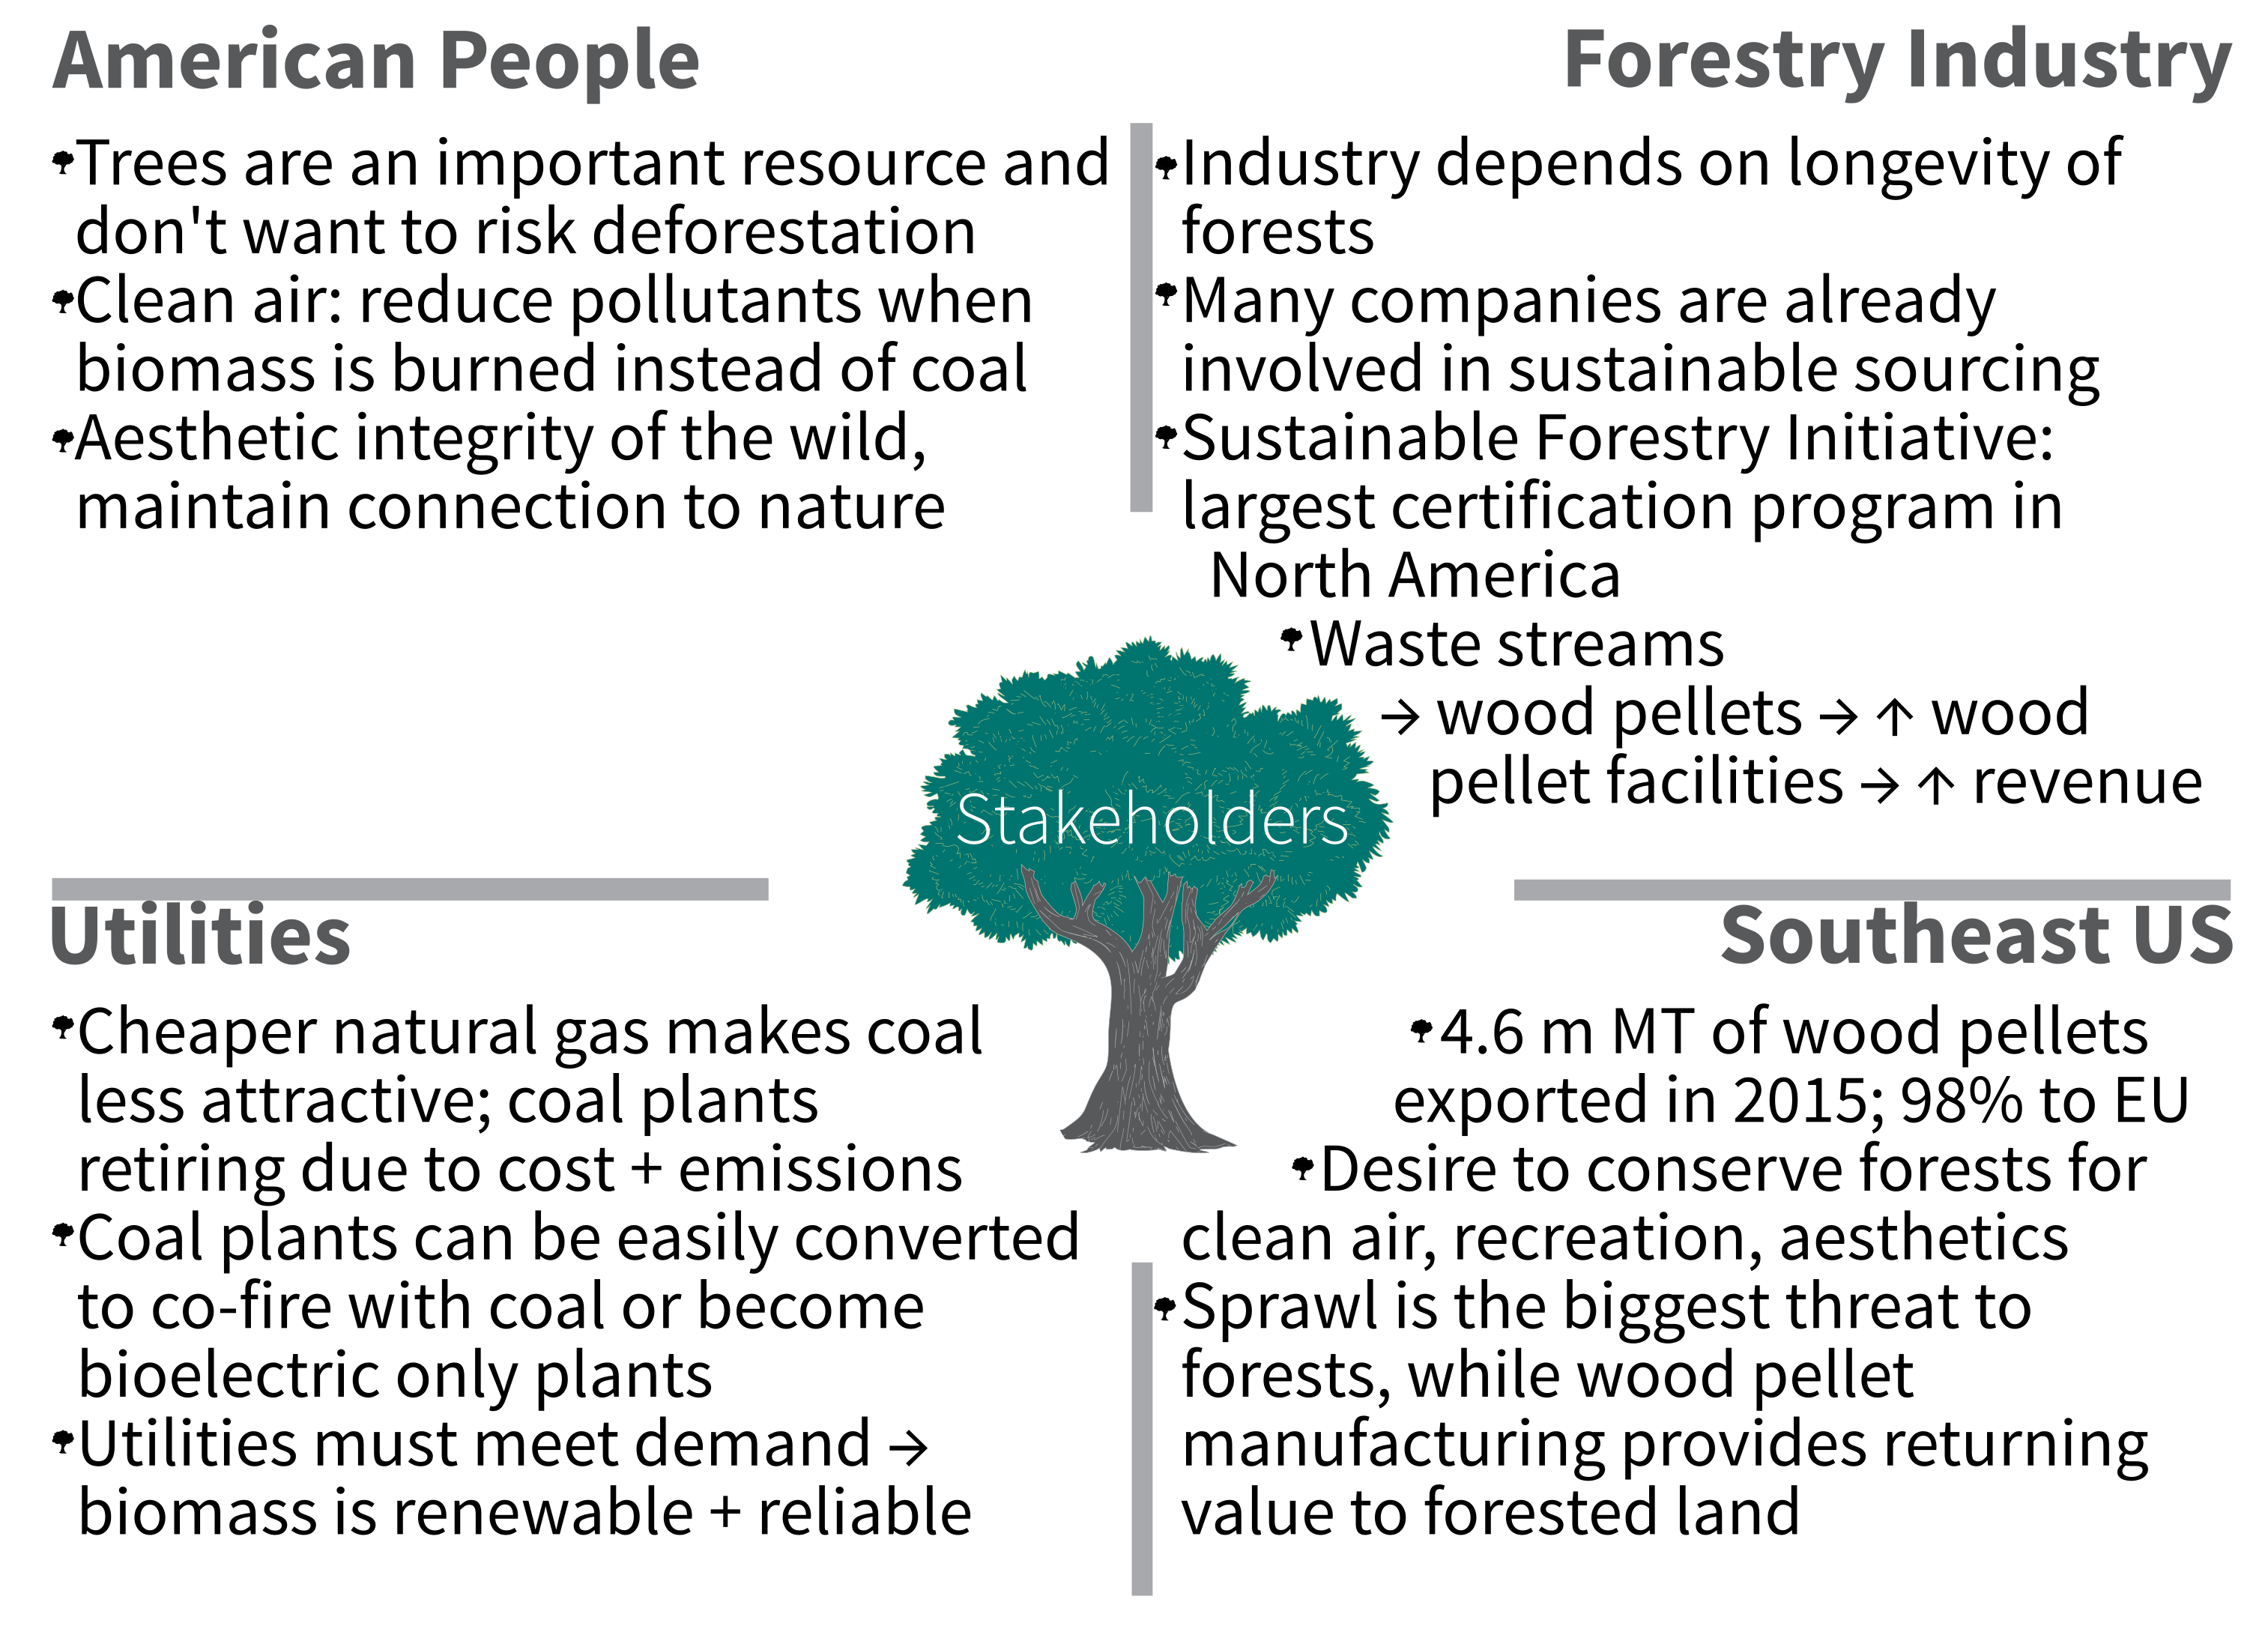 American People
Trees are an important resource and
don't want to risk deforestation
Clean air: reduce pollutants when
biomass is burned instead of coal
Aesthetic integrity of the wild,
maintain connection to nature
Forestry Industry
Industry depends on longevity of
forests
Many companies are already
involved in sustainable sourcing
Sustainable Forestry Initiative:
largest certification program in
North America
Waste streams
→ wood pellets → ↑ wood
pellet facilities → ↑ revenue
Stakeholders
Utilities
Cheaper natural gas makes coal
less attractive; coal plants
retiring due to cost + emissions
Coal plants can be easily converted
to co-fire with coal or become
bioelectric only plants
Utilities must meet demand →
biomass is renewable + reliable
Southeast US
4.6 m MT of wood pellets
exported in 2015; 98% to EU
Desire to conserve forests for
clean air, recreation, aesthetics
Sprawl is the biggest threat to
forests, while wood pellet
manufacturing provides returning
value to forested land